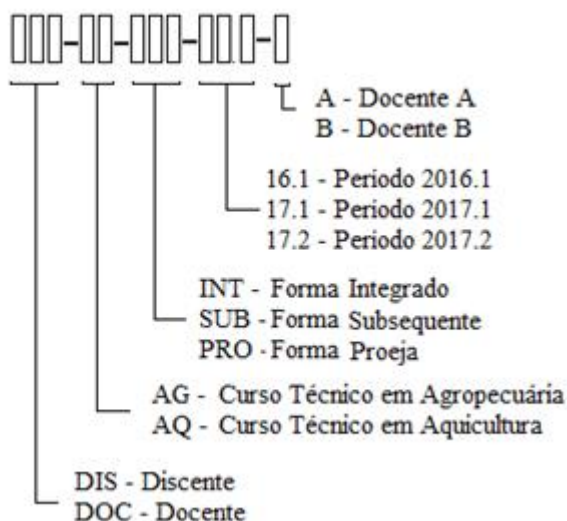 A - Docente A
B - Docente B
16.1 - Periodo 2016.1
17.1 - Periodo 2017.1
17.2 - Periodo 2017.2
INT - Forma Integrado
SUB - Forma Subsequente
PRO - Forma Proeja
AG - Curso Técnico em Agropecuária
AQ - Curso Técnico em Aquicultura
DIS - Discente
DOC - Docente